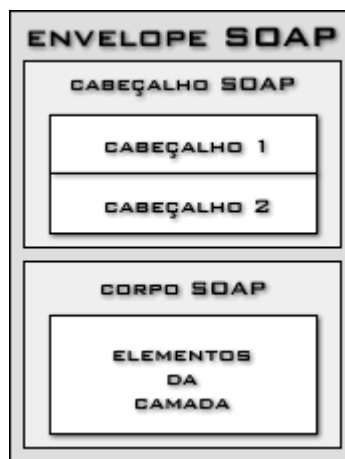 ENVELOPE SOAP
CABEÇALHO SOAP
CABEÇALHO 1
CABEÇALHO 2
CORPO SOAP
ELEMENTOS
DA
CAMADA